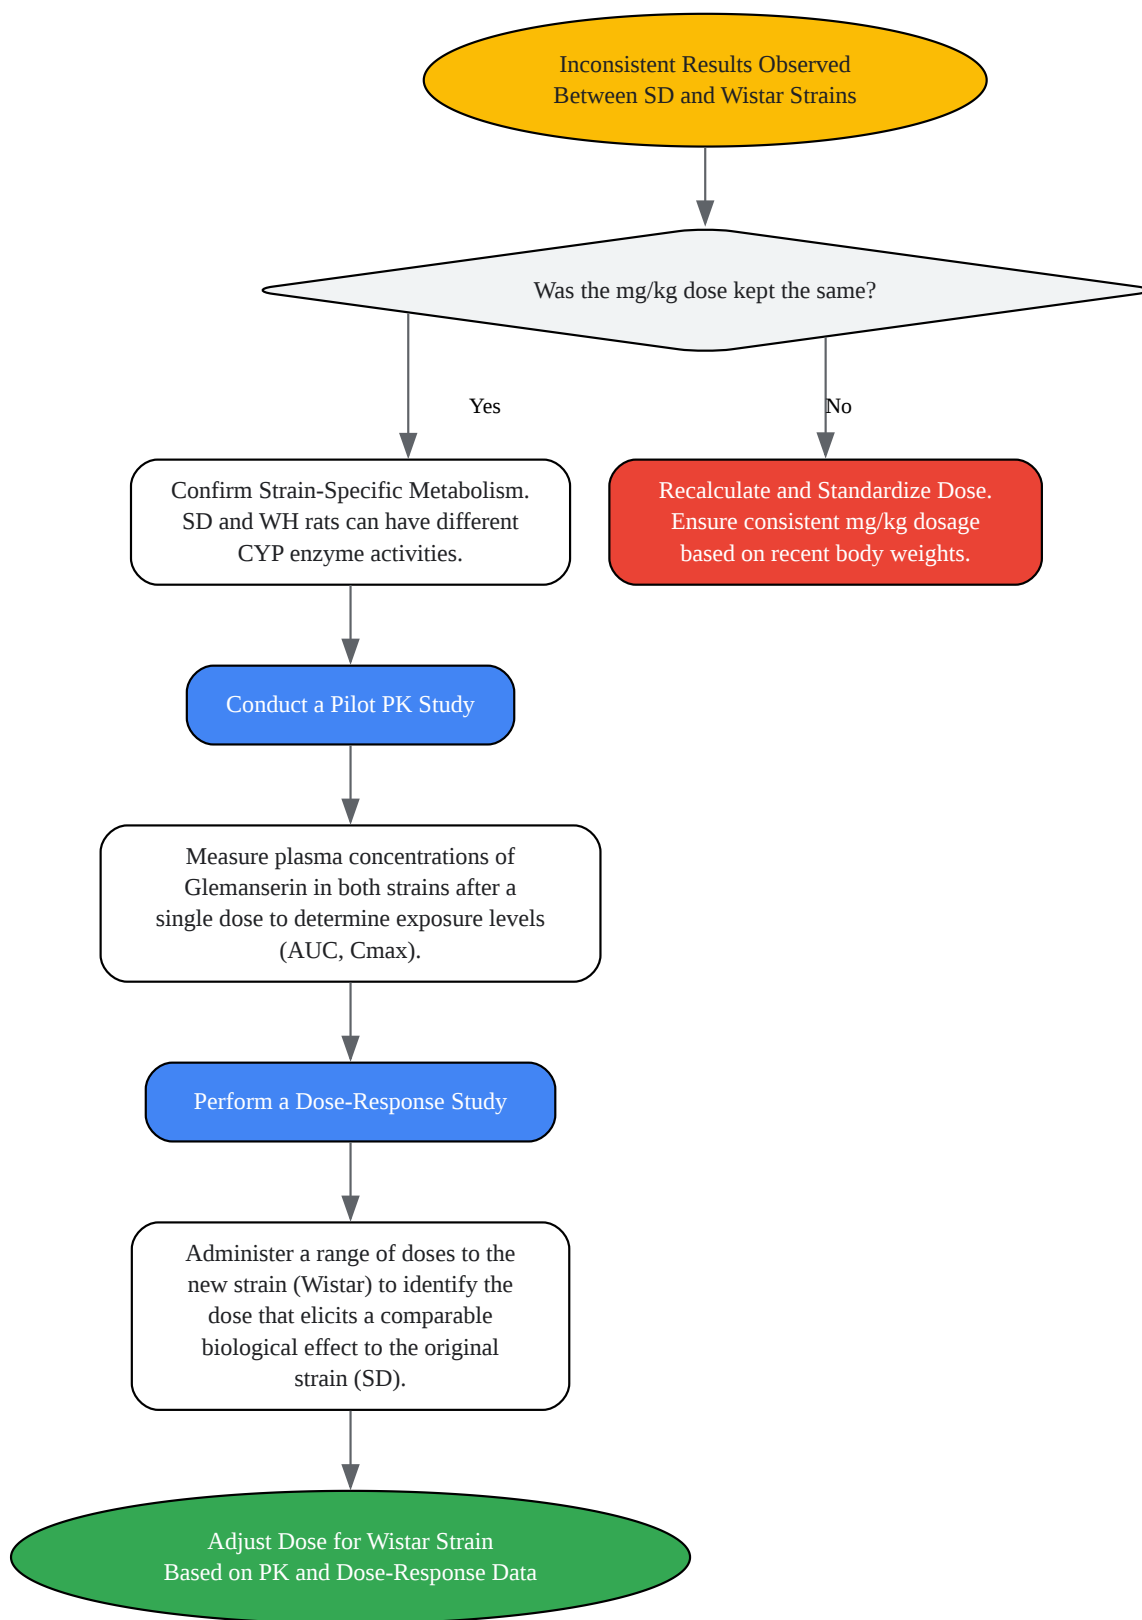 Inconsistent Results Observed
Between SD and Wistar Strains
Was the mg/kg dose kept the same?
Yes
No
Confirm Strain-Specific Metabolism.
SD and WH rats can have different
CYP enzyme activities.
Recalculate and Standardize Dose.
Ensure consistent mg/kg dosage
based on recent body weights.
Conduct a Pilot PK Study
Measure plasma concentrations of
Glemanserin in both strains after a
single dose to determine exposure levels
(AUC, Cmax).
Perform a Dose-Response Study
Administer a range of doses to the
new strain (Wistar) to identify the
dose that elicits a comparable
biological effect to the original
strain (SD).
Adjust Dose for Wistar Strain
Based on PK and Dose-Response Data